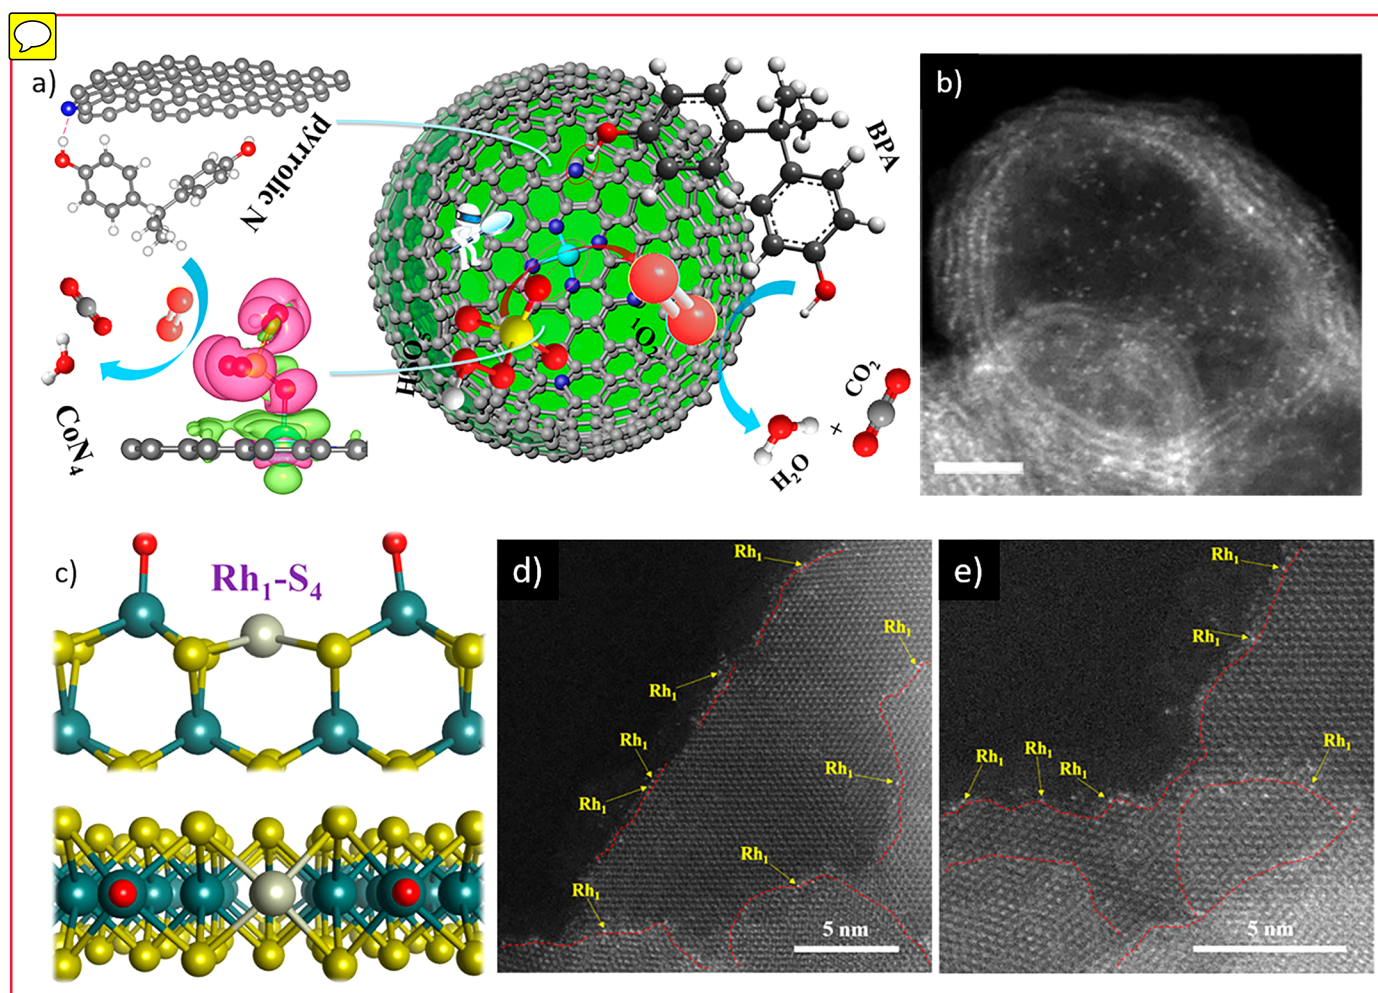 a)
pyrrolic N
BPA
HSO5-
1O2
CoN4
CO2
+
H2O
b)
c)
Rh1-S4
d)
Rh1
Rh1
Rh1
Rh1
Rh1
Rh1
Rh1
Rh1
5 nm
e)
Rh1
Rh1
Rh1
Rh1
Rh1
Rh1
5 nm